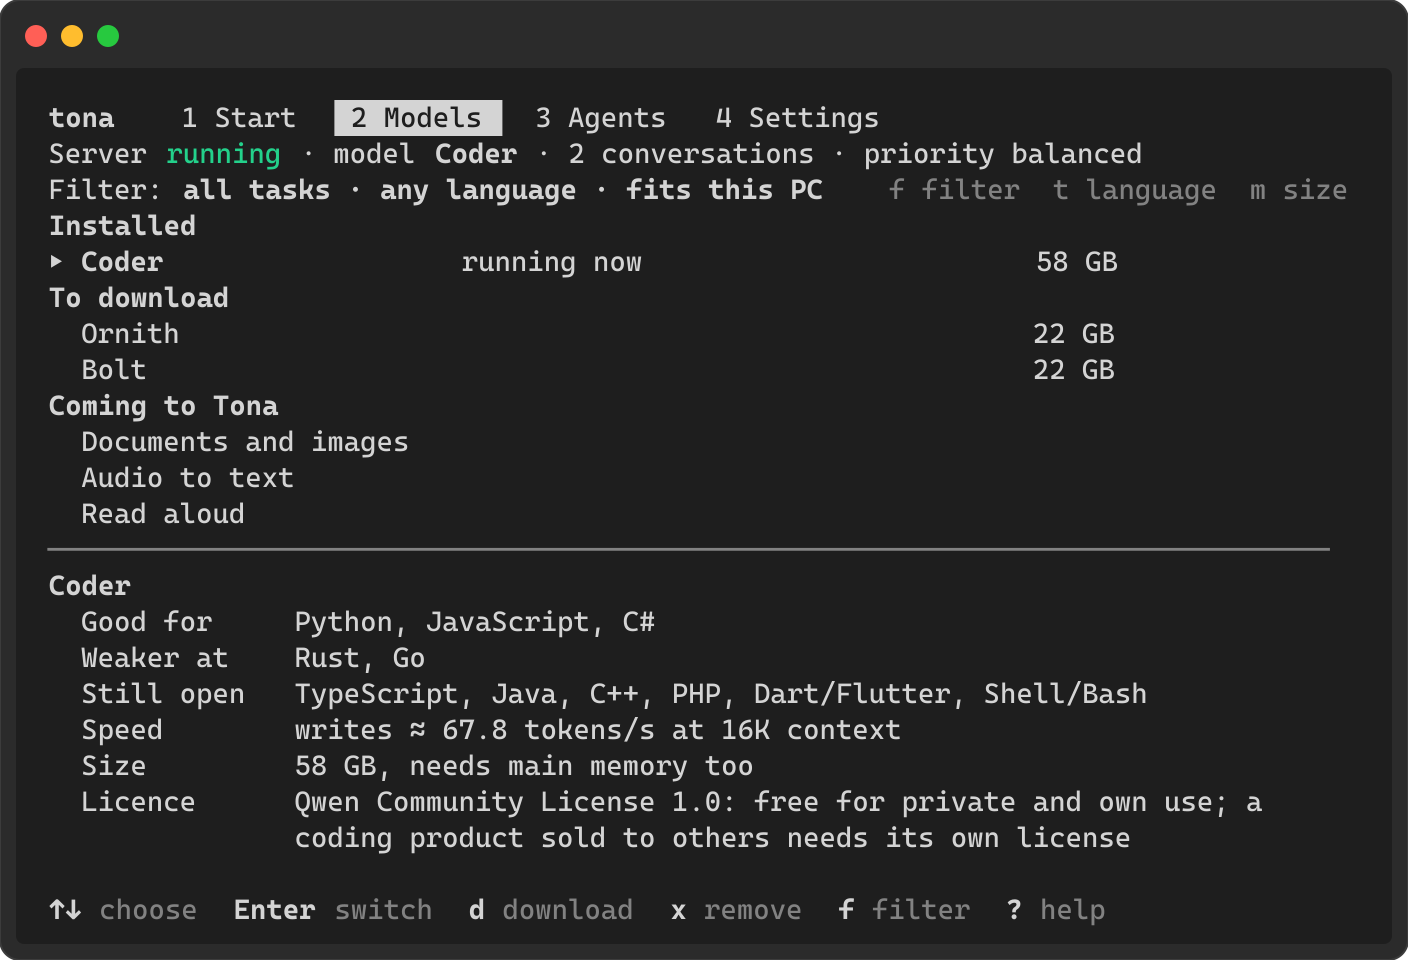 tona 1 Start 2 Models 3 Agents 4 Settings
Server running · model Coder · 2 conversations · priority balanced
Filter: all tasks · any language · fits this PC f filter t language m size
Installed
▸ Coder running now 58 GB
To download
Ornith 22 GB
Bolt 22 GB
Coming to Tona
Documents and images
Audio to text
Read aloud
Coder
Good for Python, JavaScript, C#
Weaker at Rust, Go
Still open TypeScript, Java, C++, PHP, Dart/Flutter, Shell/Bash
Speed writes ≈ 67.8 tokens/s at 16K context
Size 58 GB, needs main memory too
Licence Qwen Community License 1.0: free for private and own use; a
coding product sold to others needs its own license
↑↓ choose Enter switch d download x remove f filter ? help